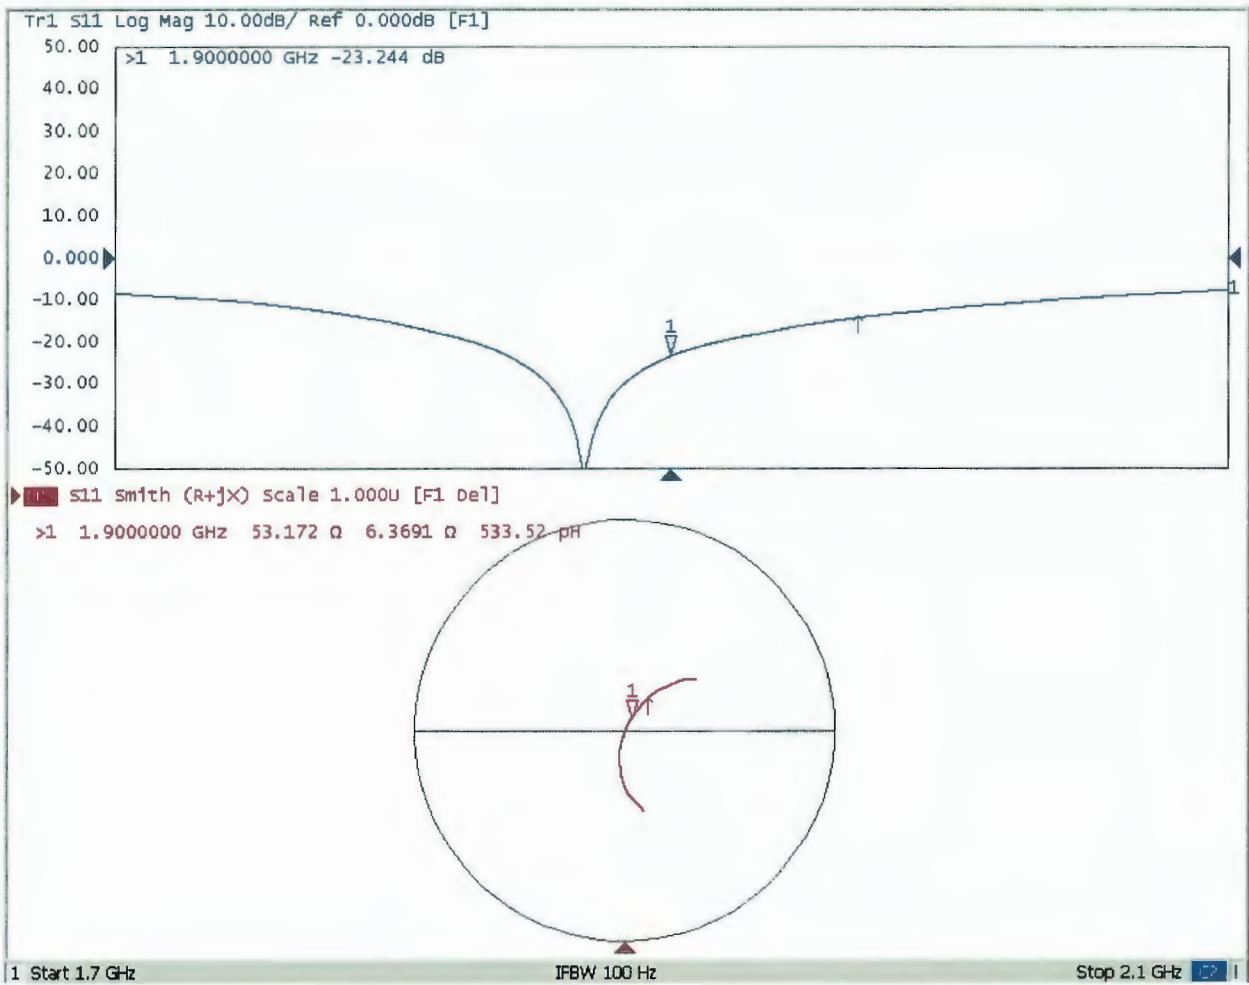 Tr1 S11 Log Mag 10.00dB/ Ref 0.000dB [F1]
50.00
>1 1.9000000 GHz -23.244 dB
40.00
30.00
20.00
10.00
0.000
-10.00
1
-20.00
1
-30.00
-40.00
-50.00
S11 Smith (R+jX) Scale 1.000U [F1 Del]
>1 1.9000000 GHz 53.172 Ω 6.3691 Ω 533.52 pH
1
1 Start 1.7 GHz IFBW 100 Hz Stop 2.1 GHz